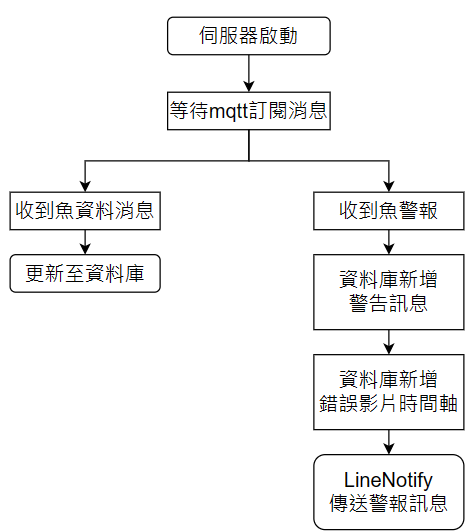 伺服器啟動
等待mqtt訂閱消息
收到魚資料消息
更新至資料庫
收到魚警報
資料庫新增
警告訊息
資料庫新增
錯誤影片時間軸
LineNotify
傳送警報訊息